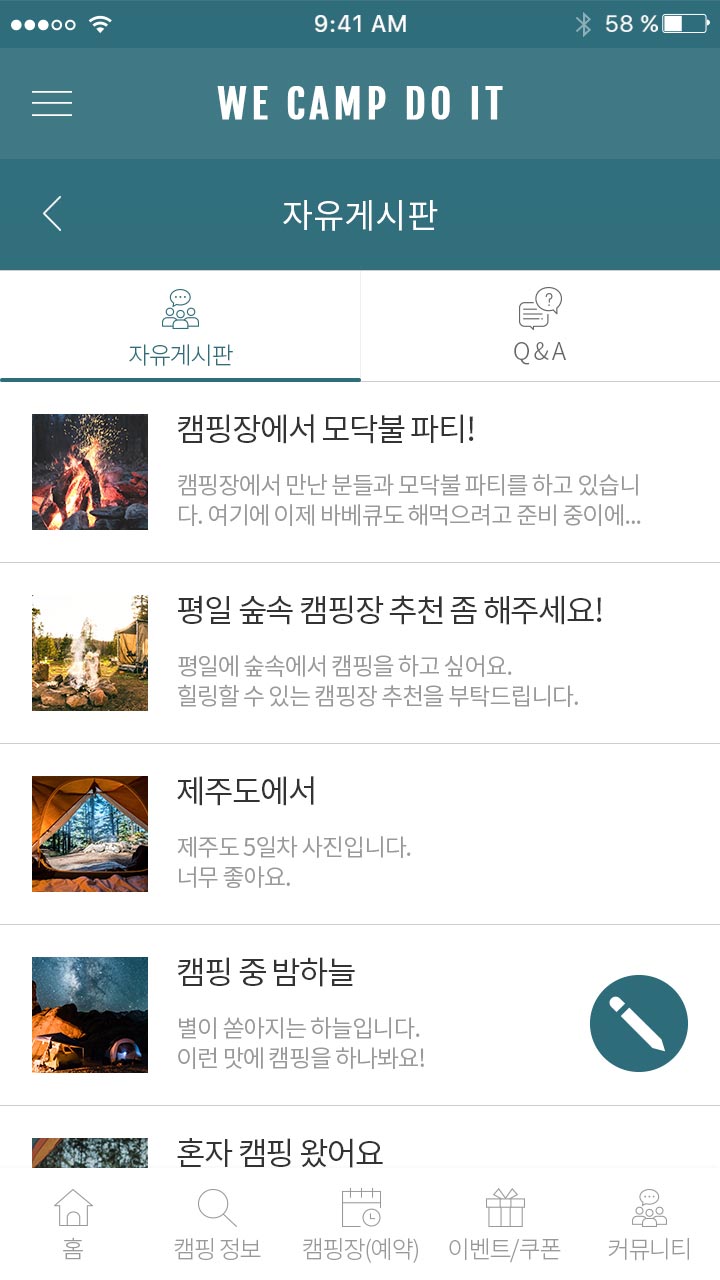 9:41 AM
58 %
WE CAMP DO IT
자유게시판
자유게시판
Q&A
캠핑장에서 모닥불 파티!
캠핑장에서 만난 분들과 모닥불 파티를 하고 있습니
다. 여기에 이제 바베큐도 해먹으려고 준비 중이에...
평일 숲속 캠핑장 추천 좀 해주세요!
평일에 숲속에서 캠핑을 하고 싶어요.
힐링할 수 있는 캠핑장 추천을 부탁드립니다.
제주도에서
제주도 5일차 사진입니다.
너무 좋아요.
캠핑 중 밤하늘
별이 쏟아지는 하늘입니다.
이런 맛에 캠핑을 하나봐요!
혼자 캠핑 왔어요
홈
캠핑 정보
캠핑장(예약)
이벤트/쿠폰
커뮤니티